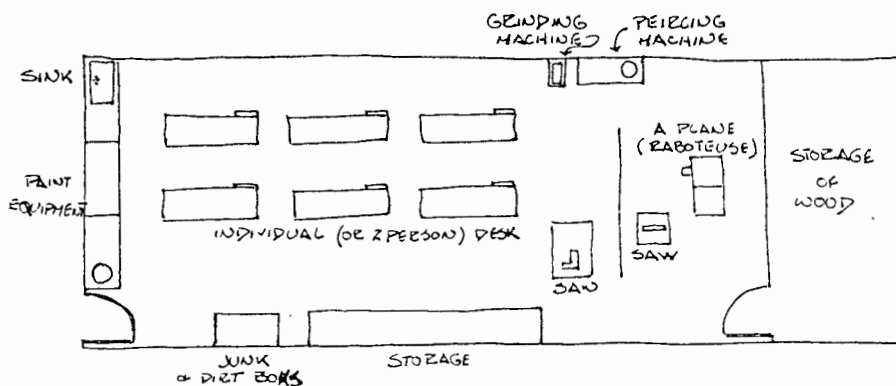 GRINDING
MACHINE
PEIRCING
MACHINE
SINK
A PLANE
(RABOTEUSE)
STORAGE
OF
WOOD
PAINT
EQUIPMENT
INDIVIDUAL (OR 2 PERSON) DESK
SAW
SAW
JUNK
& DIRT
STORAGE